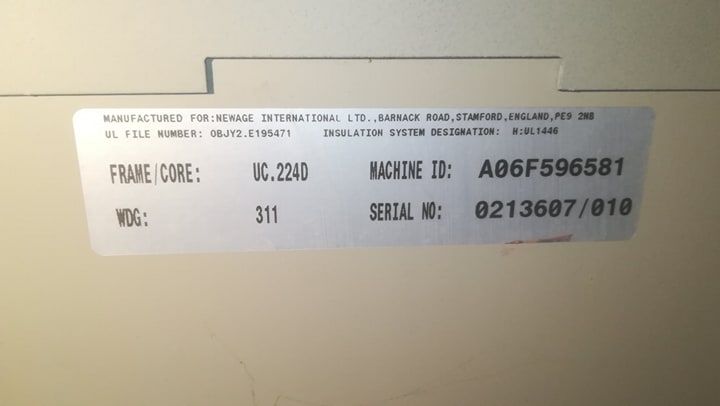 MANUFACTURED FOR:NEWAGE INTERNATIONAL LTD.,BARNACK ROAD,STAMFORD,ENGLAND,PE9 2NB
UL FILE NUMBER: OBJY2.E195471 INSULATION SYSTEM DESIGNATION: H:UL1446
FRAME/CORE: UC.224D MACHINE ID: A06F596581
WDG: 311 SERIAL NO: 0213607/010